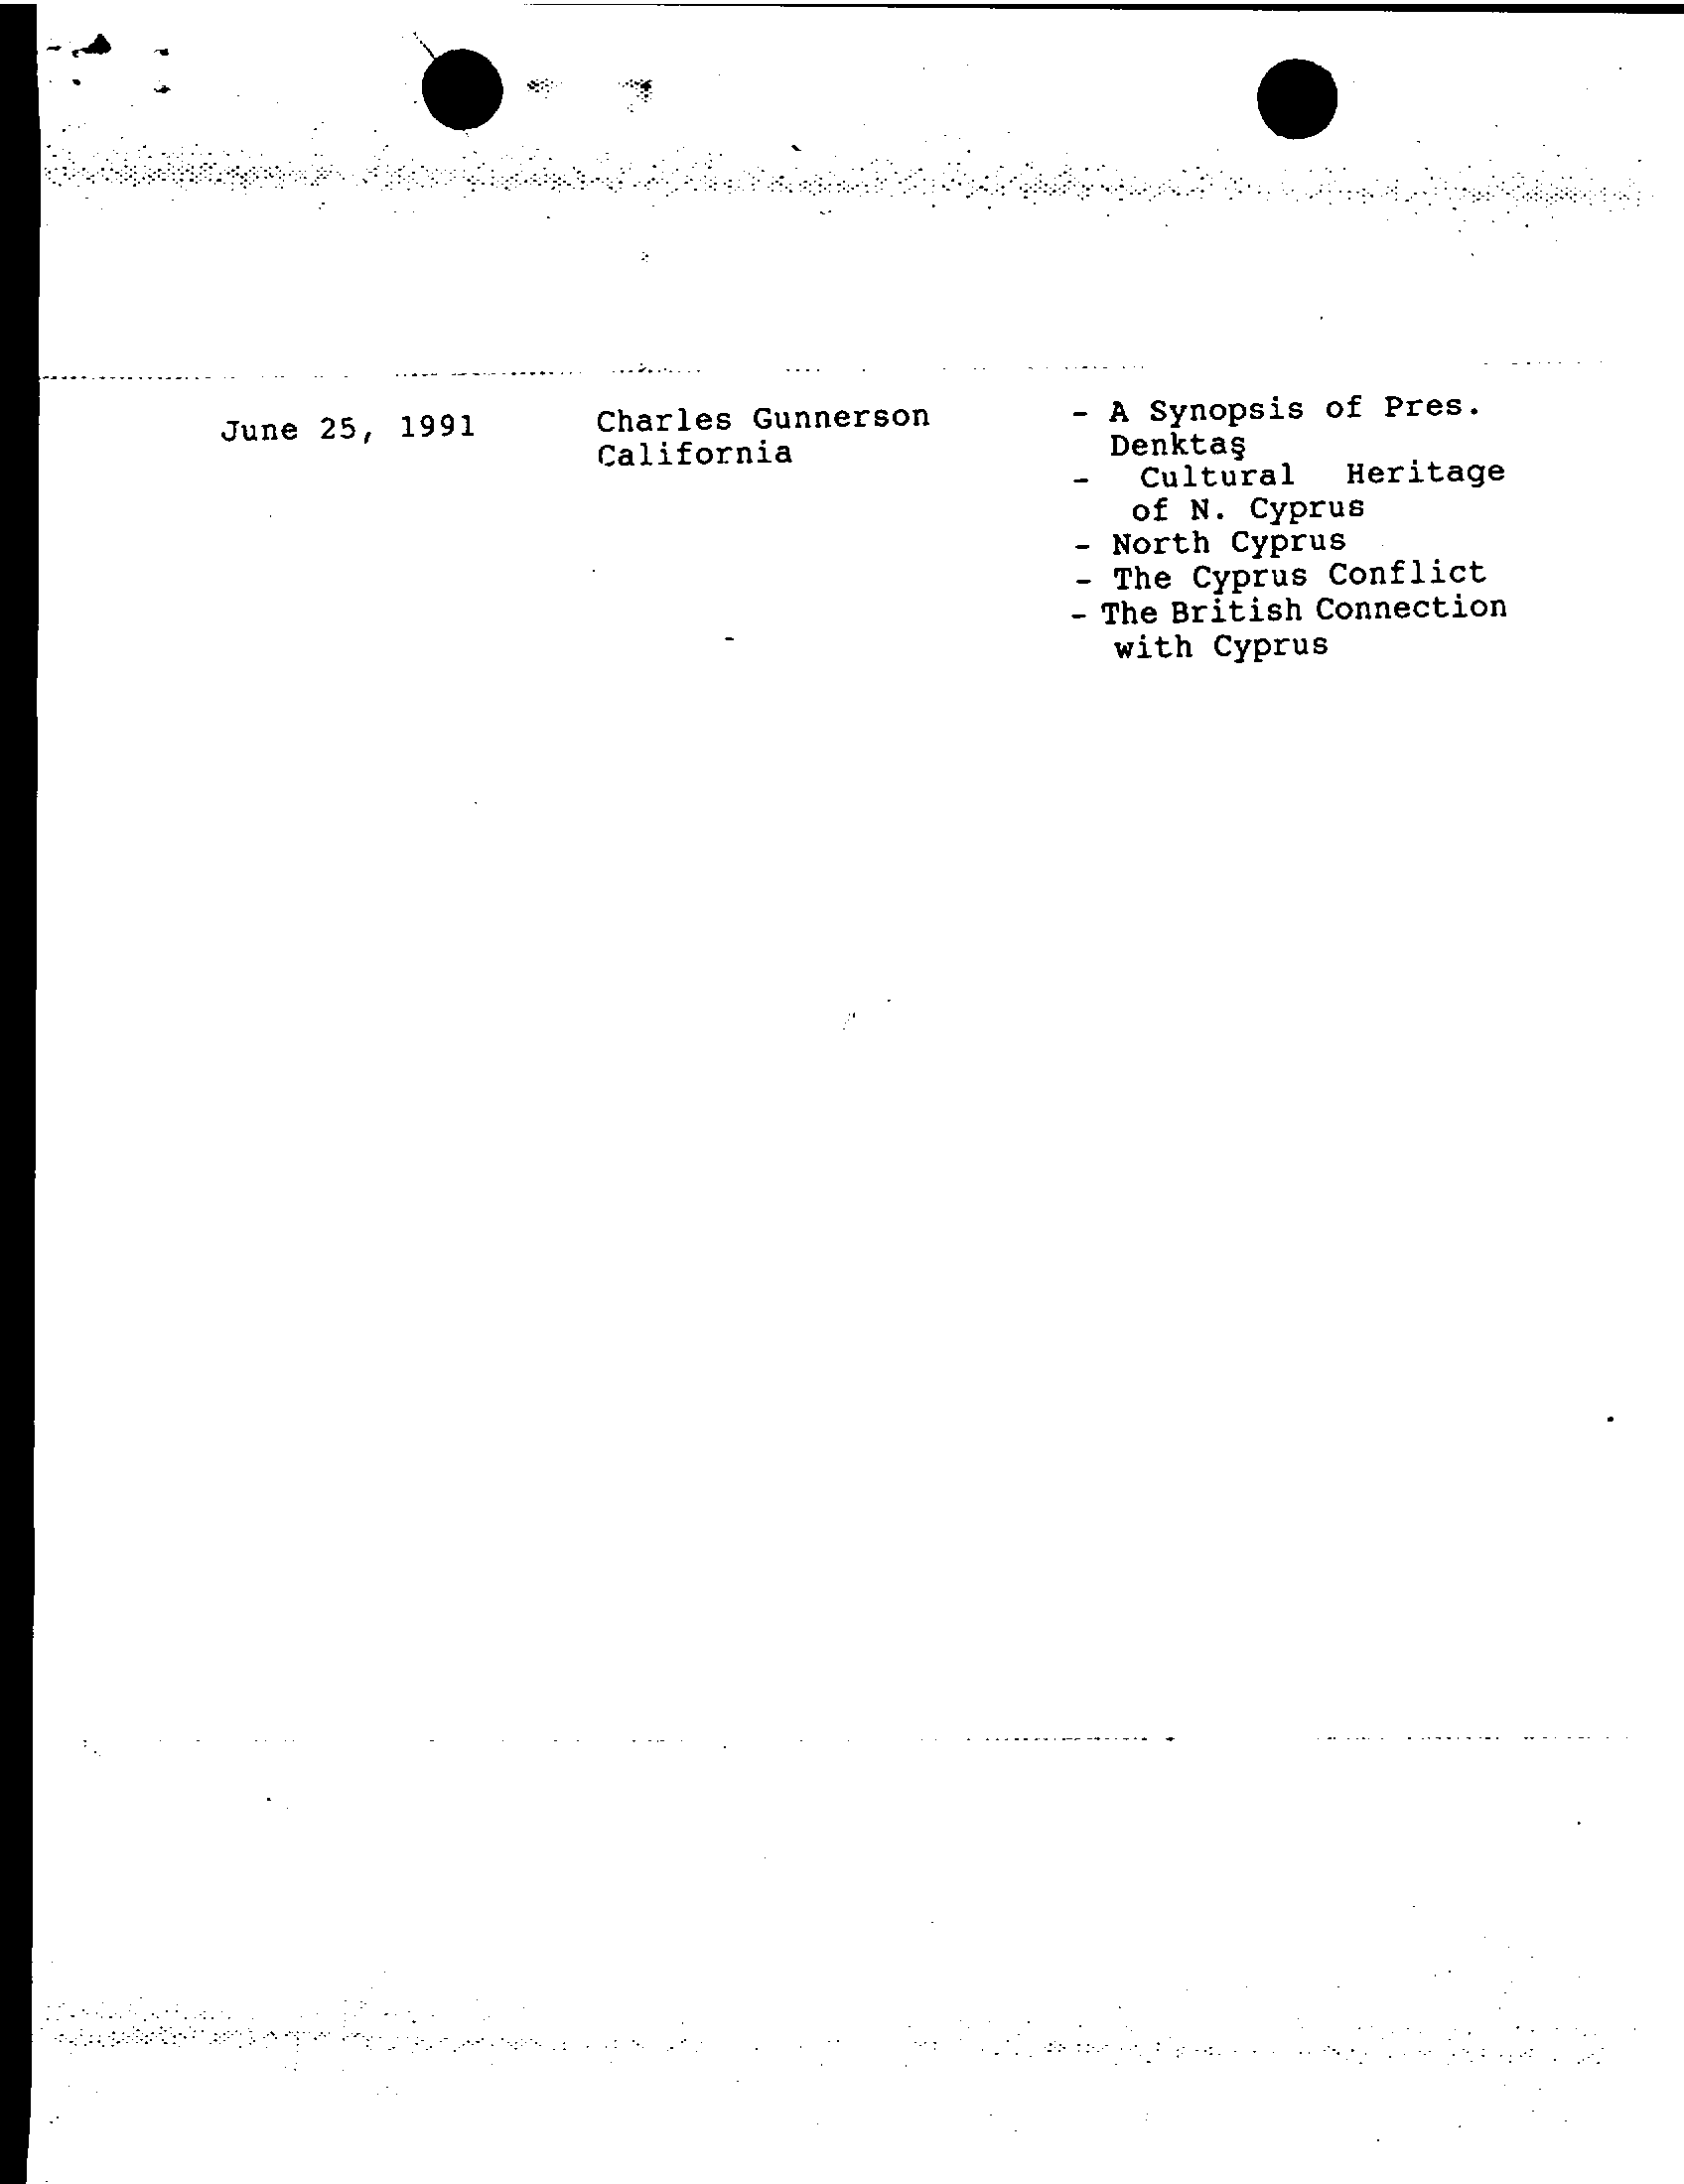 June 25, 1991
Charles Gunnerson
California
- A Synopsis of Pres.
Denktaş
- Cultural Heritage
of N. Cyprus
- North Cyprus
- The Cyprus Conflict
- The British Connection
with Cyprus